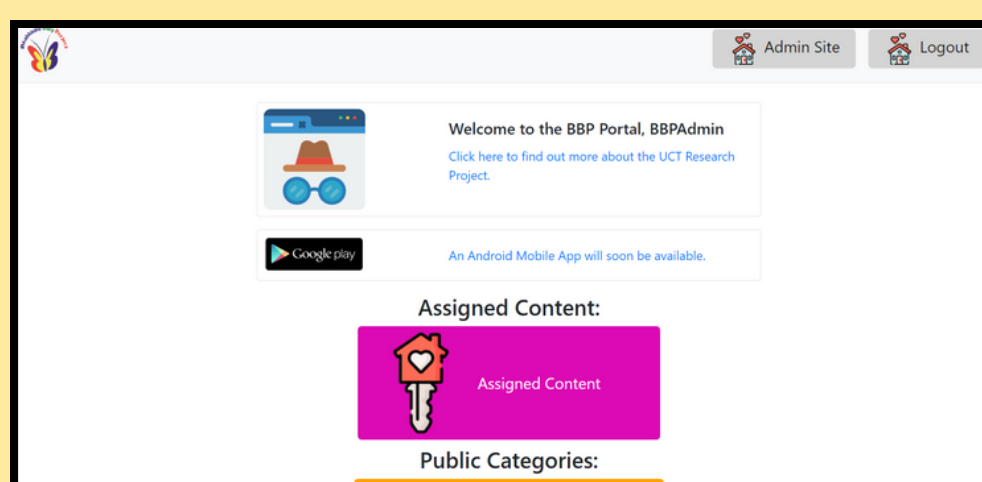 Admin Site
Logout
Welcome to the BBP Portal, BBPAdmin
Click here to find out more about the UCT Research
Project.
Google play
An Android Mobile App will soon be available.
Assigned Content:
Assigned Content
Public Categories: